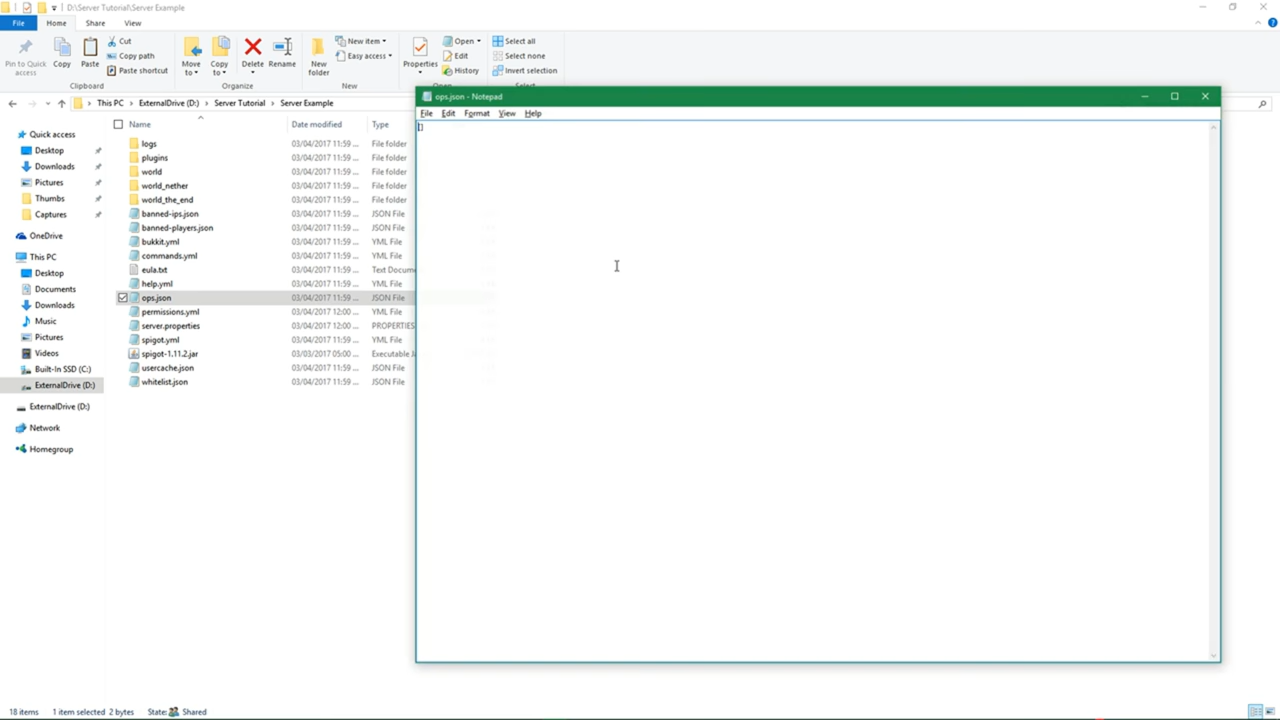 D:\Server Tutorial\Server Example
File Home Share View
Pin to Quick access
Copy
Paste
Cut
Copy path
Paste shortcut
Move to
Copy to
Delete
Rename
New folder
New item
Easy access
Properties
Open
Edit
History
Select all
Select none
Invert selection
Clipboard Organize New Open Select
This PC > ExternalDrive (D:) > Server Tutorial > Server Example
ops.json - Notepad
File Edit Format View Help
[]
Name Date modified Type
logs 03/04/2017 11:59 ... File folder
plugins 03/04/2017 11:59 ... File folder
world 03/04/2017 11:59 ... File folder
world_nether 03/04/2017 11:59 ... File folder
world_the_end 03/04/2017 11:59 ... File folder
banned-ips.json 03/04/2017 11:59 ... JSON File
banned-players.json 03/04/2017 11:59 ... JSON File
bukkit.yml 03/04/2017 11:59 ... YML File
commands.yml 03/04/2017 11:59 ... YML File
eula.txt 03/04/2017 11:59 ... Text Docum
help.yml 03/04/2017 11:59 ... YML File
ops.json 03/04/2017 11:59 ... JSON File
permissions.yml 03/04/2017 12:00 ... YML File
server.properties 03/04/2017 12:00 ... PROPERTIES
spigot.yml 03/04/2017 11:59 ... YML File
spigot-1.11.2.jar 03/03/2017 05:00 ... Executable J
usercache.json 03/04/2017 11:59 ... JSON File
whitelist.json 03/04/2017 11:59 ... JSON File
Quick access
Desktop
Downloads
Pictures
Thumbs
Captures
OneDrive
This PC
Desktop
Documents
Downloads
Music
Pictures
Videos
Built-In SSD (C:)
ExternalDrive (D:)
ExternalDrive (D:)
Network
Homegroup
18 items 1 item selected 2 bytes State: Shared